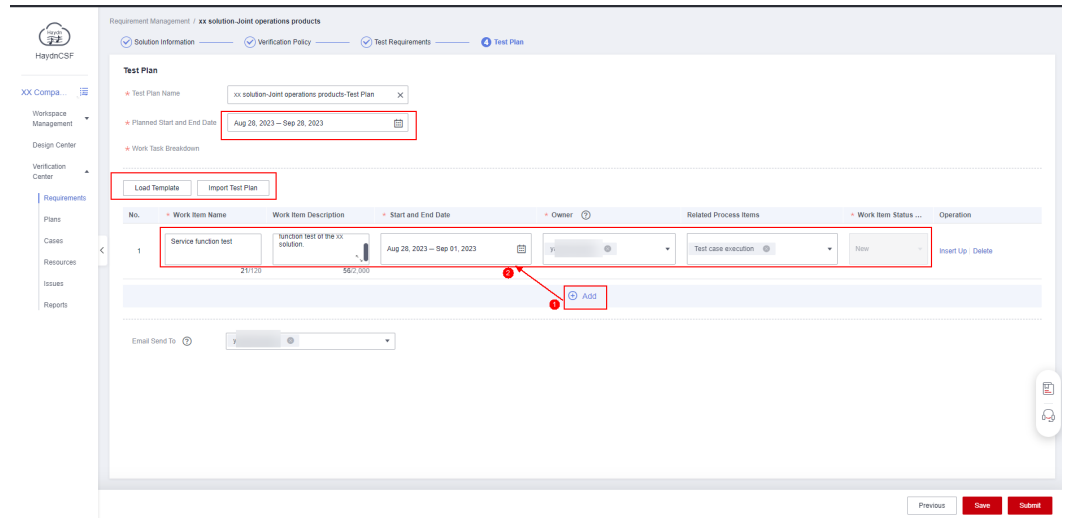 Requirement Management / xx solution-Joint operations products
Haydn
HaydnCSF
Solution Information
Verification Policy
Test Requirements
4 Test Plan
Test Plan
XX Compa...
* Test Plan Name
xx solution-Joint operations products-Test Plan
Workspace
Management
* Planned Start and End Date
Aug 28, 2023 – Sep 28, 2023
Design Center
* Work Task Breakdown
Verification
Center
Load Template
Import Test Plan
Requirements
Plans
Cases
Resources
Issues
Reports
No.
* Work Item Name
Work Item Description
* Start and End Date
* Owner
Related Process Items
* Work Item Status ...
Operation
1
Service function test
21/120
function test of the xx
solution.
56/2,000
Aug 28, 2023 – Sep 01, 2023
y
Test case execution
New
Insert Up
Delete
2
1
Add
Email Send To
y
Previous
Save
Submit